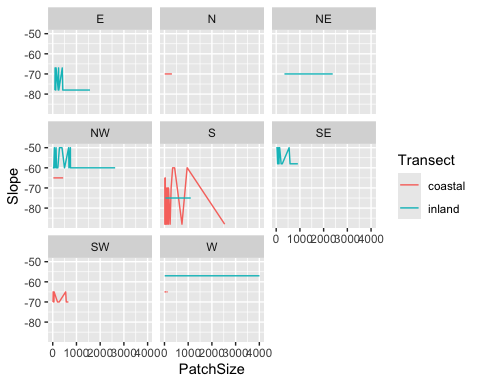 E N NE
-50
-60
-70
-80
NW S SE
-50
-60
-70
-80
Slope
Transect
coastal
inland
0 1000 2000 3000 4000
SW W
-50
-60
-70
-80
0 1000 2000 3000 4000 0 1000 2000 3000 4000
PatchSize